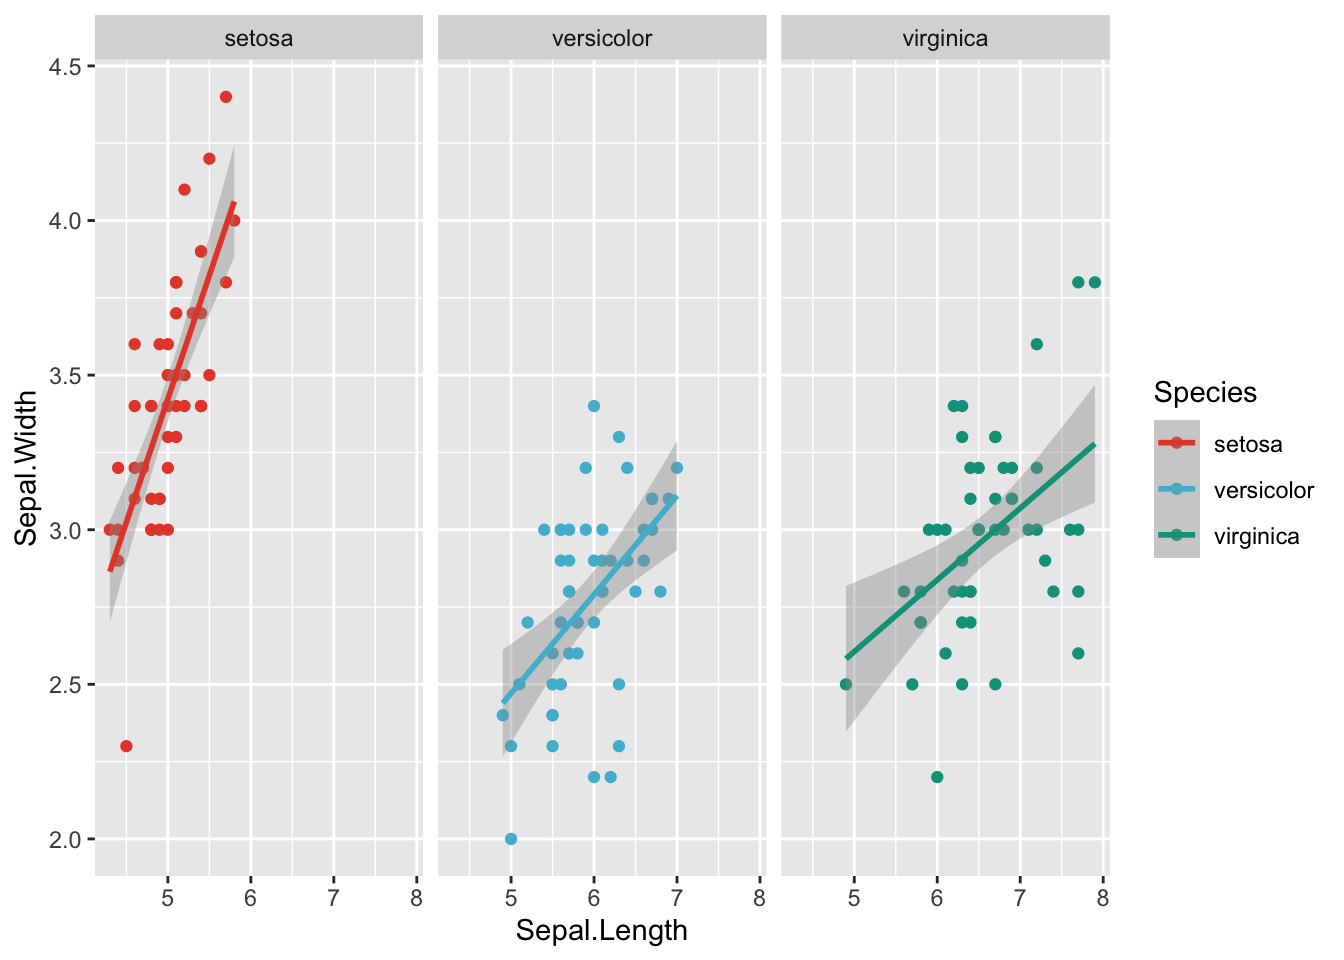 setosa
versicolor
virginica
4.5
4.0
3.5
3.0
2.5
2.0
Sepal.Width
5 6 7 8
5 6 7 8
5 6 7 8
Sepal.Length
Species
setosa
versicolor
virginica